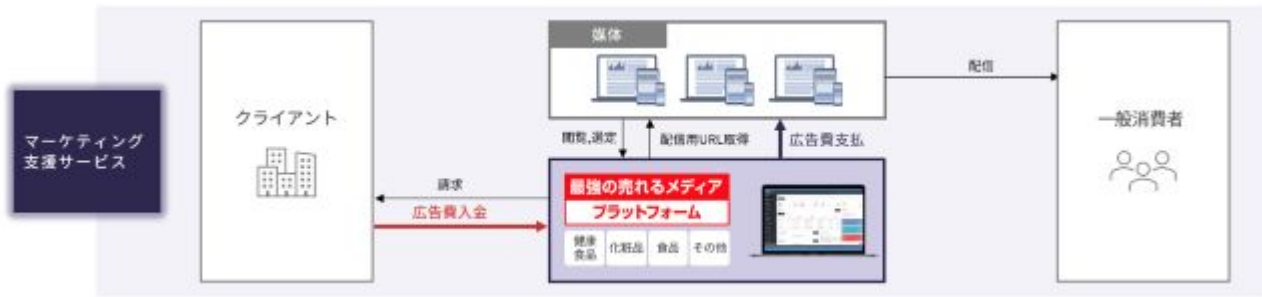 マーケティング
支援サービス
クライアント
請求
広告費入金
媒体
閲覧,選定
配信用URL取得
広告費支払
最強の売れるメディア
プラットフォーム
健康
食品
化粧品
食品
その他
配信
一般消費者